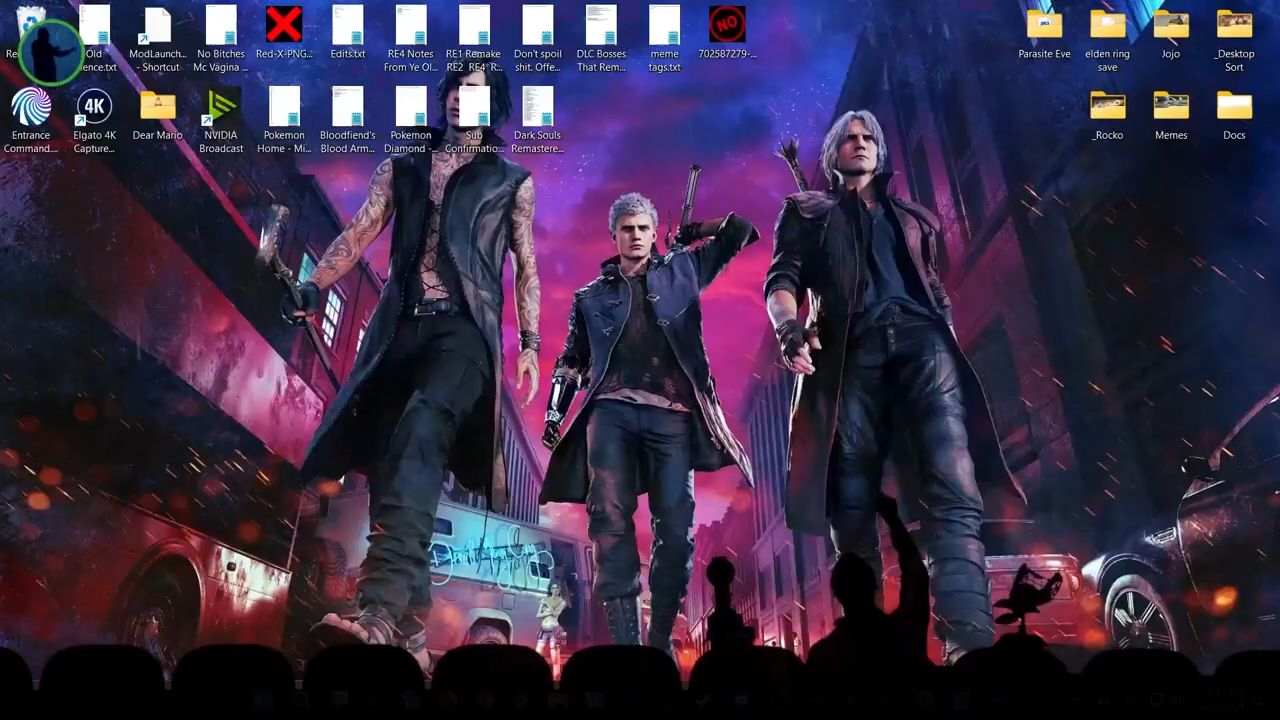 Old
ence.txt
ModLaunch...
- Shortcut
No Bitches
Mc Vagina ...
Red-X-PNG...
Edits.txt
RE4 Notes
From Ye Ol...
RE1 Remake
RE2 RE4: R...
Don't spoil
shit. Offe...
DLC Bosses
That Rem...
meme
tags.txt
NO
702587279-...
Parasite Eve
elden ring
save
Jojo
_Desktop
Sort
Entrance
Command...
4K
Elgato 4K
Capture...
Dear Mario
NVIDIA
Broadcast
Pokemon
Home - Mi...
Bloodfiend's
Blood Arm...
Pokemon
Diamond -...
Sub
Confirmatio...
Dark Souls
Remastere...
_Rocko
Memes
Docs